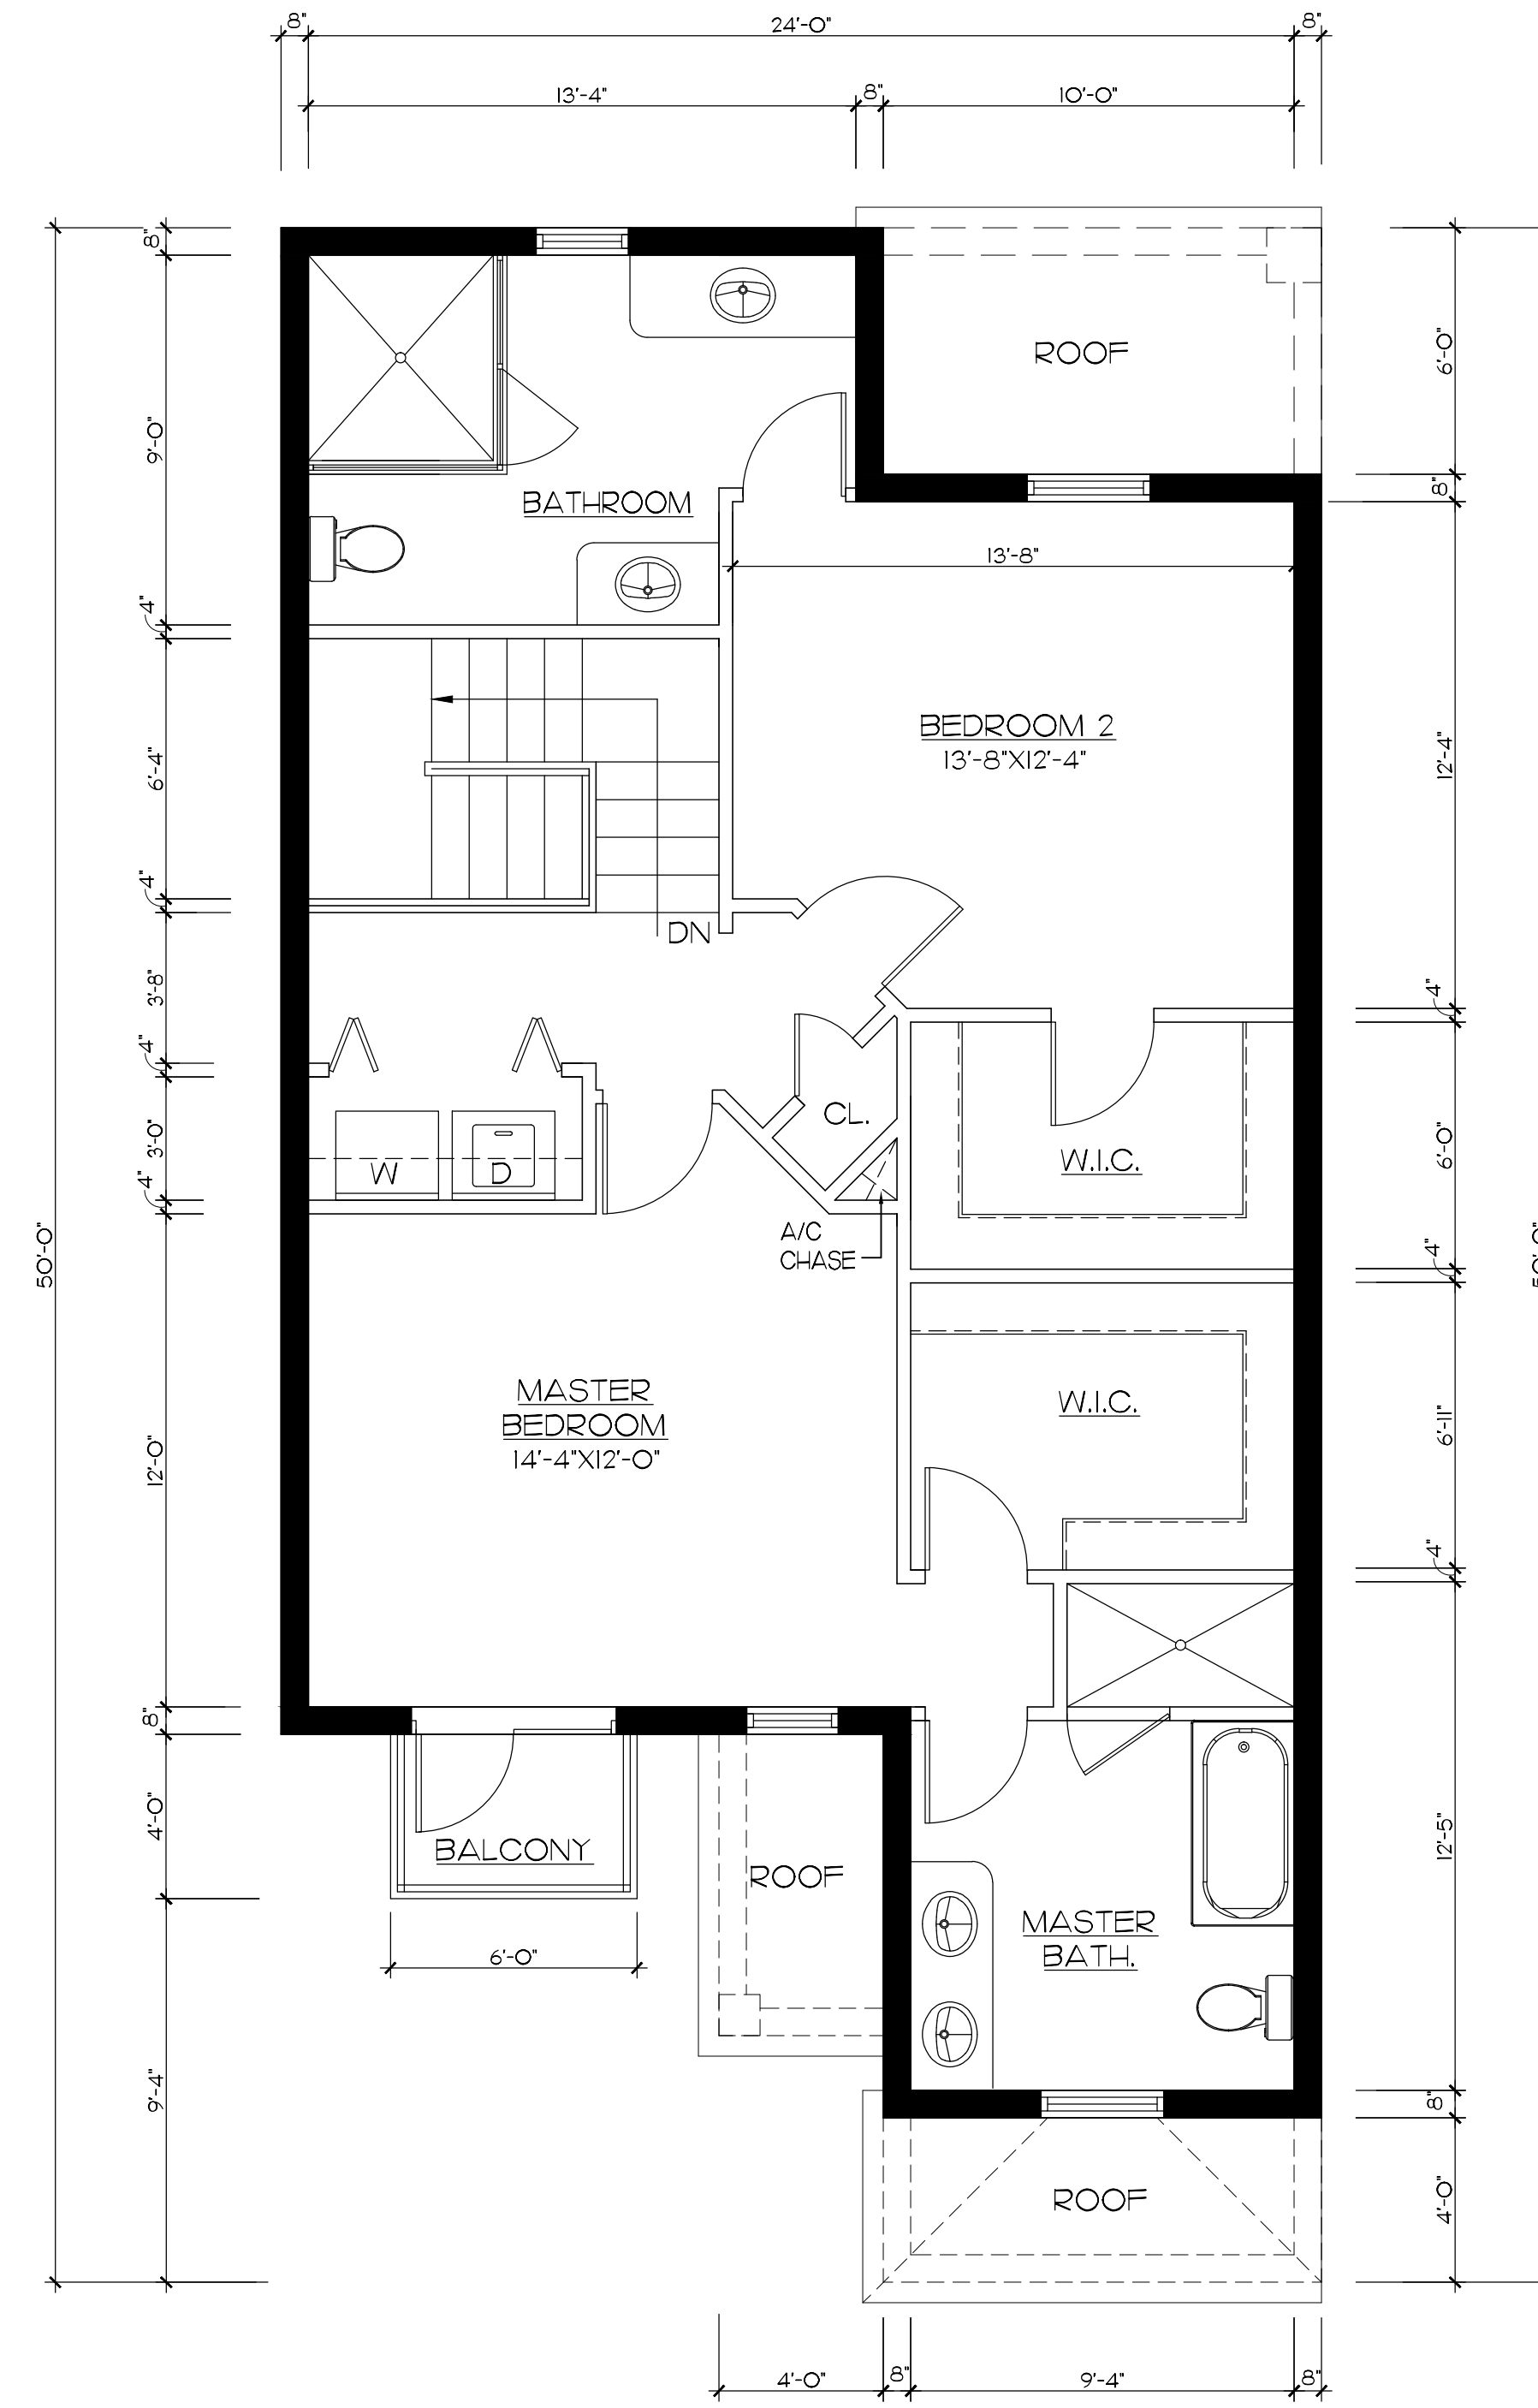 8"
24'-0"
8"
13'-4"
8"
10'-0"
8"
ROOF
6'-0"
9'-0"
8"
BATHROOM
13'-8"
4"
BEDROOM 2
13'-8"X12'-4"
12'-4"
6'-4"
4"
DN
3'-8"
4"
4"
CL.
3'-0"
W
D
W.I.C.
6'-0"
4"
A/C
CHASE
50'-0"
4"
50'-0"
MASTER
BEDROOM
14'-4"X12'-0"
W.I.C.
12'-0"
6'-11"
4"
8"
4'-0"
BALCONY
ROOF
12'-5"
MASTER
BATH.
6'-0"
9'-4"
8"
ROOF
4'-0"
4'-0"
8"
9'-4"
8"